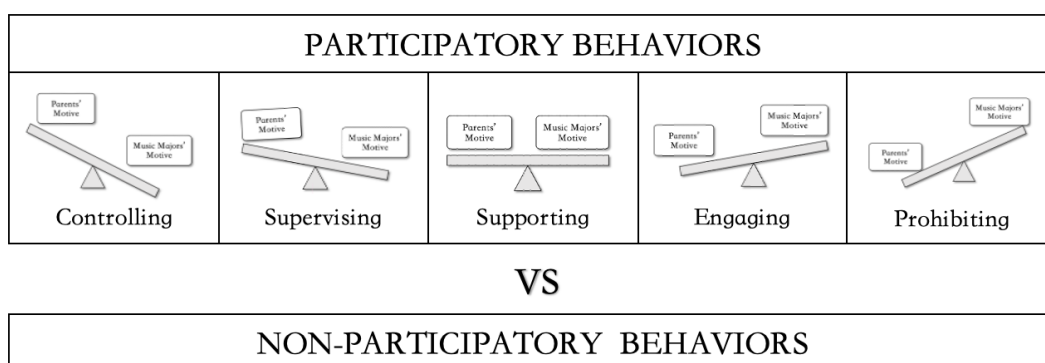 PARTICIPATORY BEHAVIORS
Parents'
Motive
Music Majors'
Motive
Controlling
Parents'
Motive
Music Majors'
Motive
Supervising
Parents'
Motive
Music Majors'
Motive
Supporting
Parents'
Motive
Music Majors'
Motive
Engaging
Parents'
Motive
Music Majors'
Motive
Prohibiting
VS
NON-PARTICIPATORY BEHAVIORS